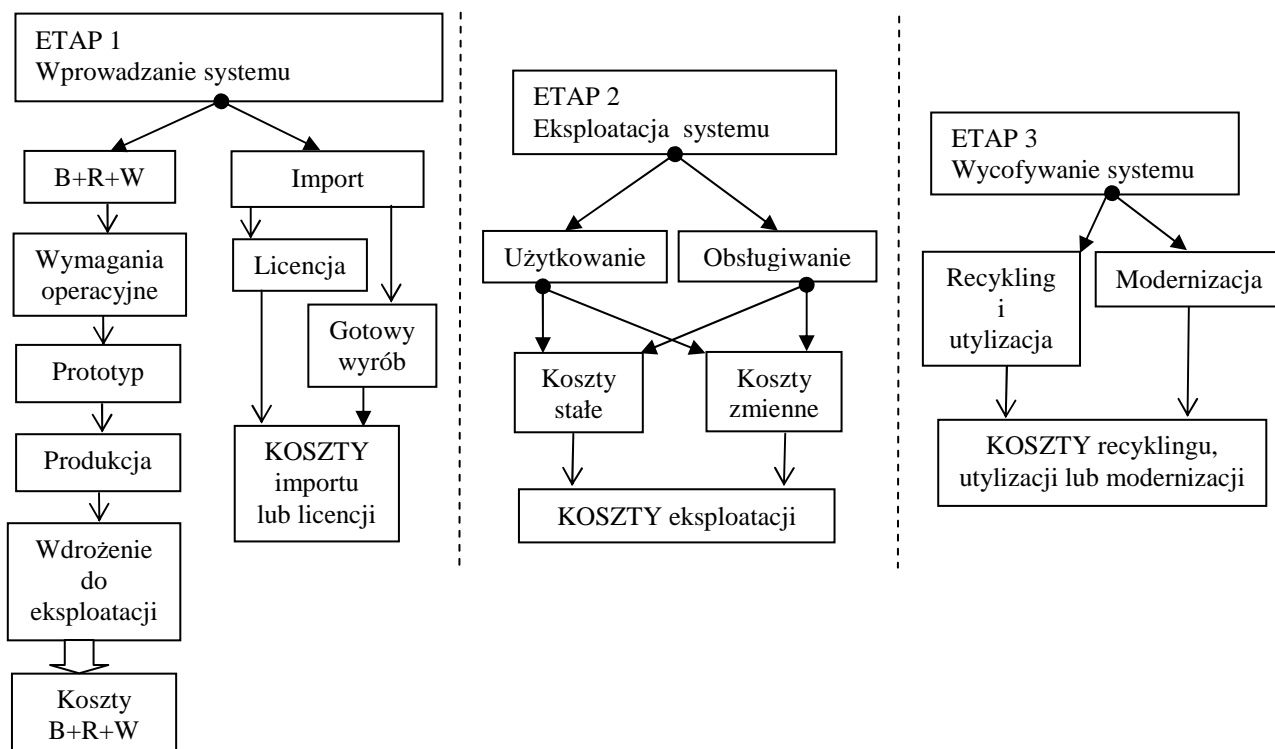 ETAP 1
Wprowadzanie systemu
B+R+W
Import
Wymagania
operacyjne
Licencja
Prototyp
Gotowy
wyrób
Produkcja
KOSZTY
importu
lub licencji
Wdrożenie
do
eksploatacji
Koszty
B+R+W
ETAP 2
Eksploatacja systemu
Użytkowanie
Obsługiwanie
Koszty
stałe
Koszty
zmienne
KOSZTY eksploatacji
ETAP 3
Wycofywanie systemu
Recykling
i
utylizacja
Modernizacja
KOSZTY recyklingu,
utylizacji lub modernizacji